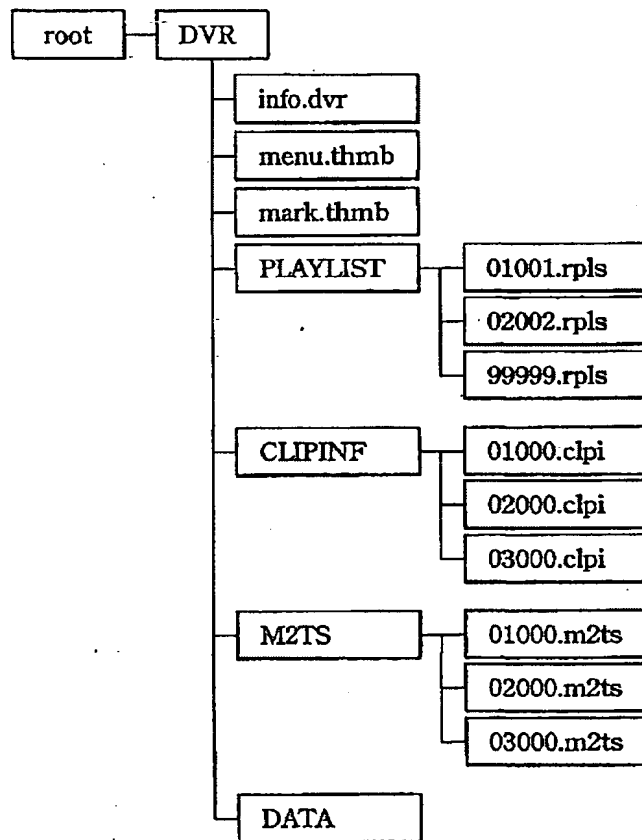 root DVR
info.dvr
menu.thmb
mark.thmb
PLAYLIST 01001.rpls
02002.rpls
99999.rpls
CLIPINF 01000.clpi
02000.clpi
03000.clpi
M2TS 01000.m2ts
02000.m2ts
03000.m2ts
DATA